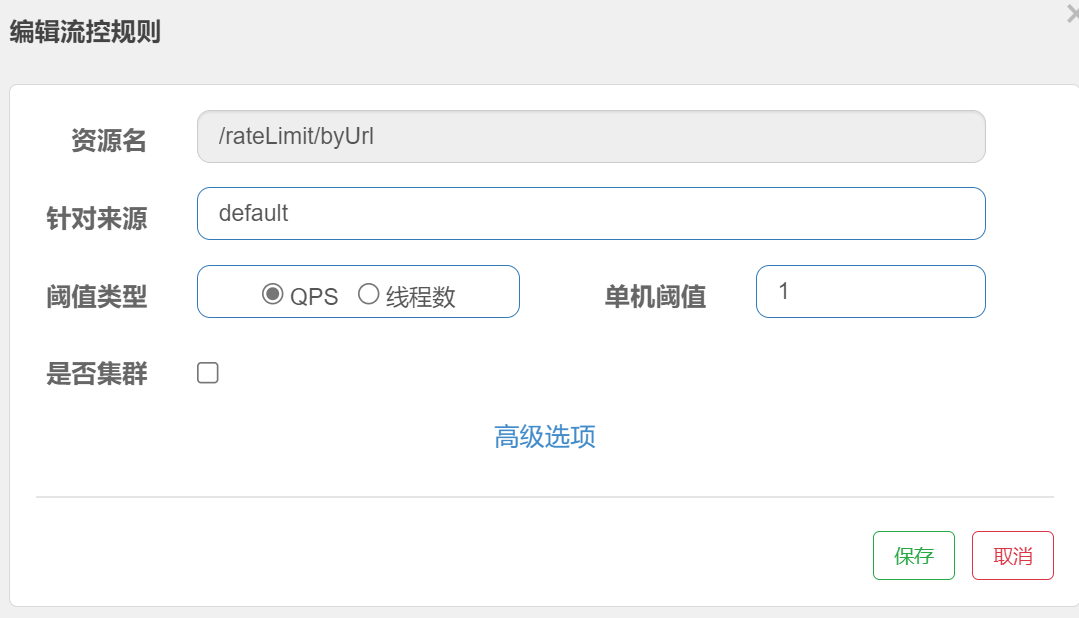 编辑流控规则
资源名 /rateLimit/byUrl
针对来源 default
阈值类型 QPS 线程数 单机阈值 1
是否集群
高级选项
保存 取消